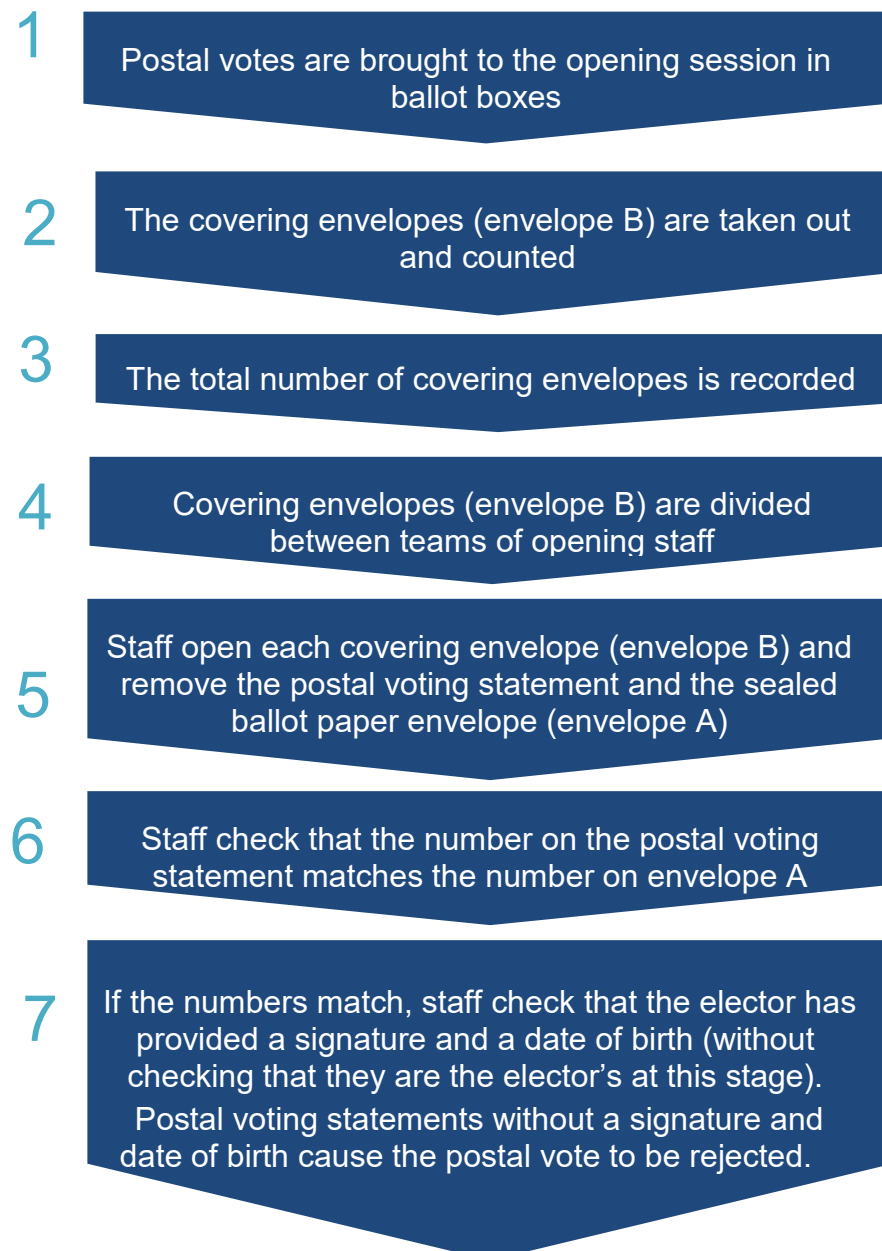 1
Postal votes are brought to the opening session in
ballot boxes
2
The covering envelopes (envelope B) are taken out
and counted
3
The total number of covering envelopes is recorded
4
Covering envelopes (envelope B) are divided
between teams of opening staff
5
Staff open each covering envelope (envelope B) and
remove the postal voting statement and the sealed
ballot paper envelope (envelope A)
6
Staff check that the number on the postal voting
statement matches the number on envelope A
7
If the numbers match, staff check that the elector has
provided a signature and a date of birth (without
checking that they are the elector’s at this stage).
Postal voting statements without a signature and
date of birth cause the postal vote to be rejected.